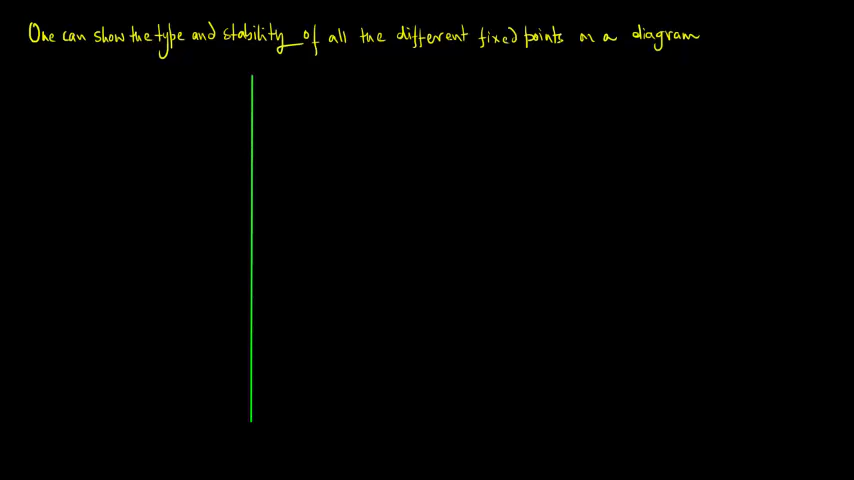 One can show the type and stability of all the different fixed points on a diagram